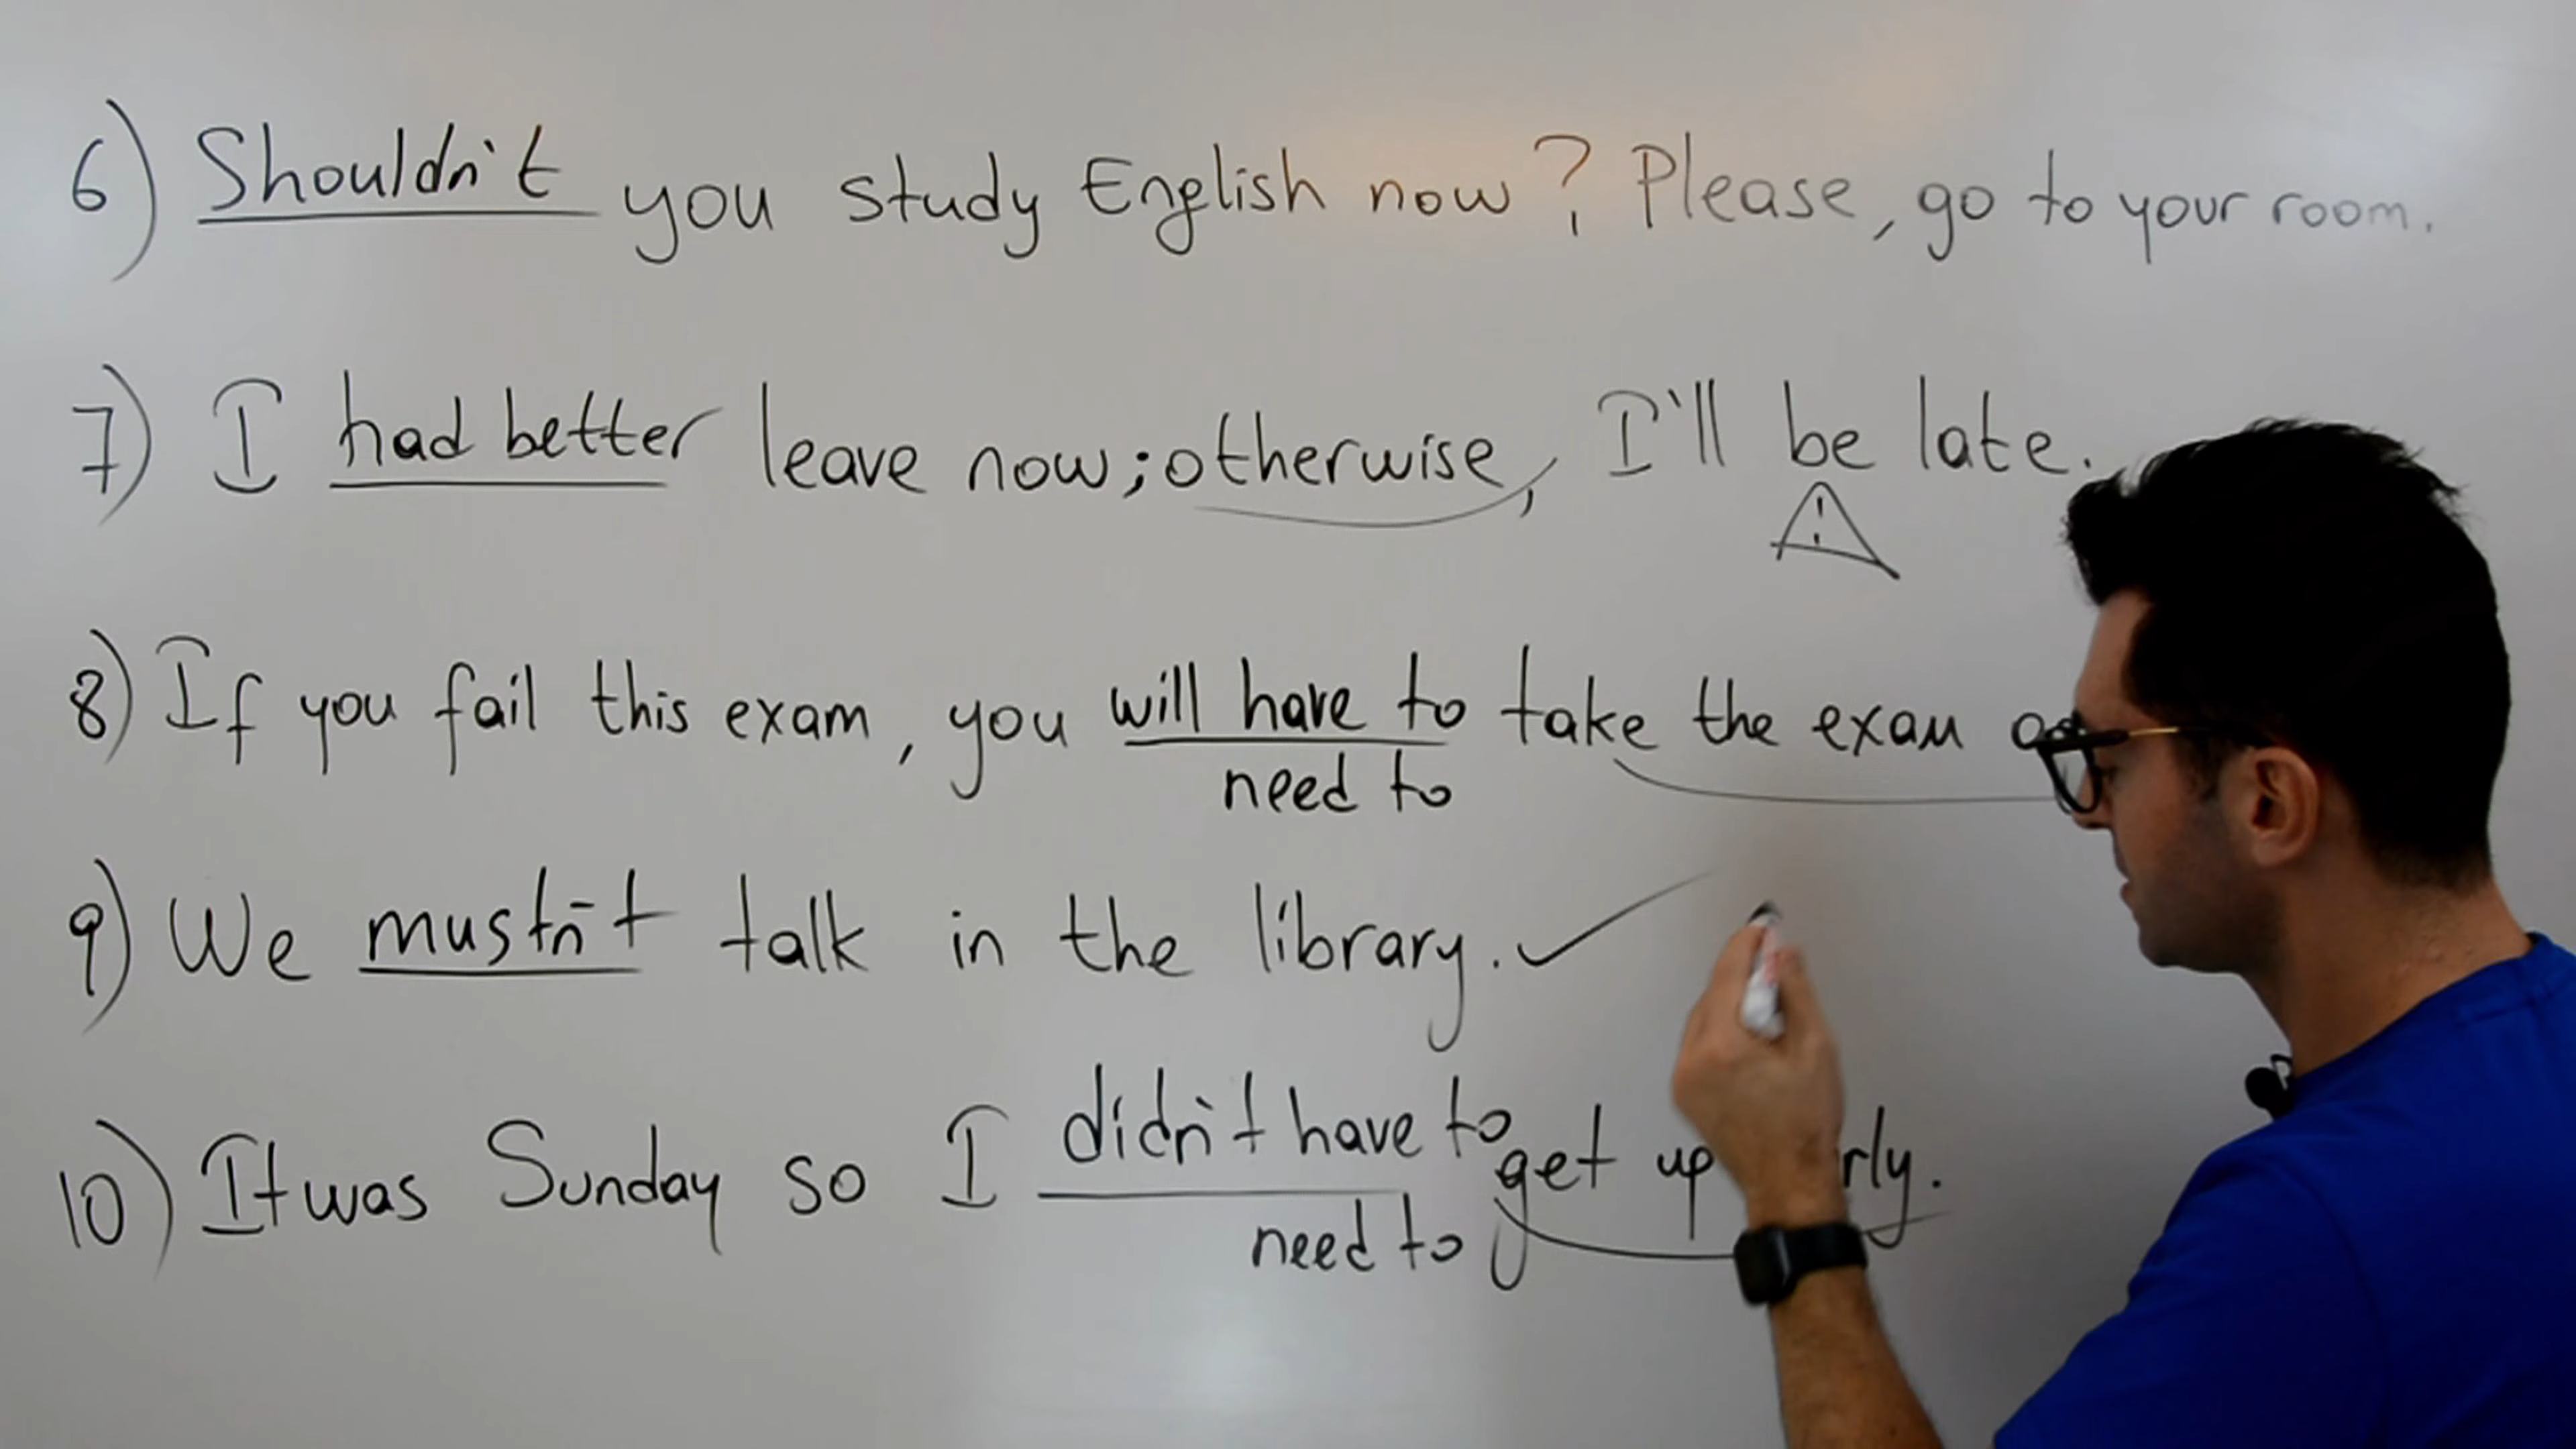 6) Shouldn't you study English now? Please, go to your room.
7) I had better leave now; otherwise, I'll be late.
8) If you fail this exam, you will have to take the exam
need to
9) We mustn't talk in the library.
10) It was Sunday so I didn't have to get up rly.
need to